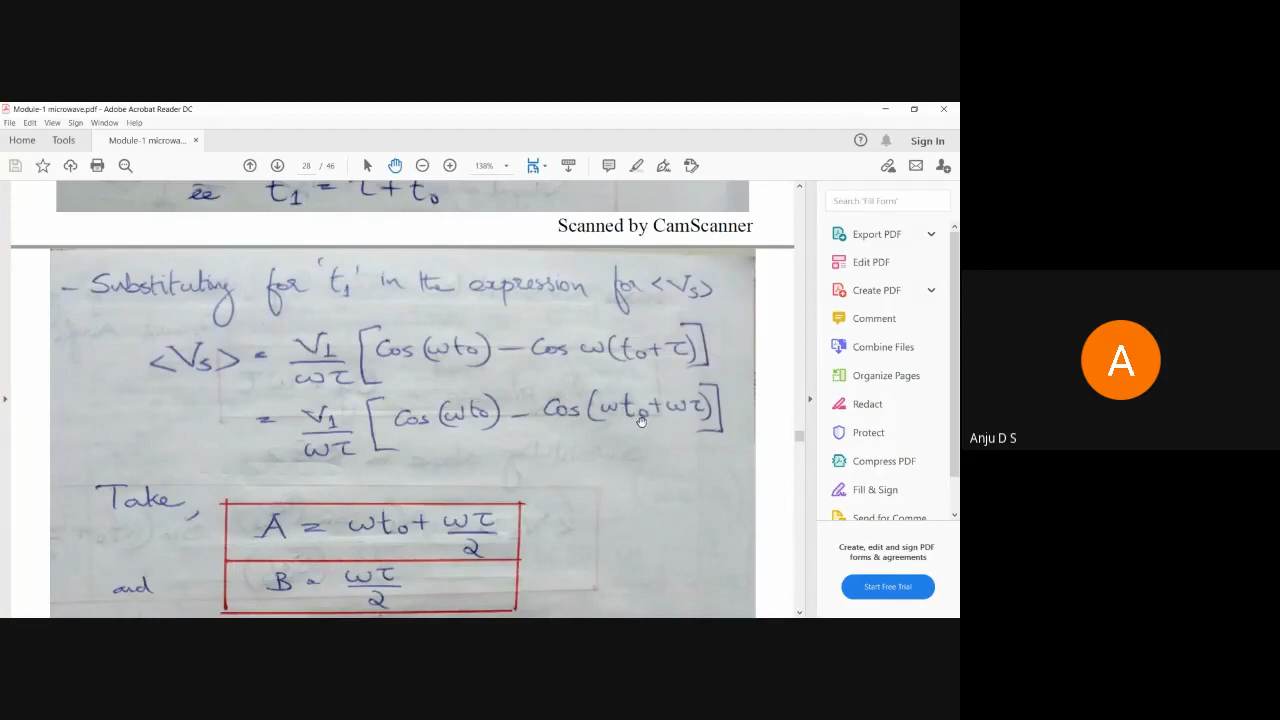 Module-1 microwave.pdf - Adobe Acrobat Reader DC
File Edit View Sign Window Help
Home Tools Module-1 microwa... × Sign In
28 / 46 138%
t₁ = τ + t₀
Scanned by CamScanner
- Substituting for 't₁' in the expression for <Vs>
<Vs> = V₁/ωτ [Cos(ωt₀) - Cos ω(t₀+τ)]
= V₁/ωτ [Cos(ωt₀) - Cos(ωt₀+ωτ)]
Take,
A = ωt₀ + ωτ/2
and B = ωτ/2
Search 'Fill Form'
Export PDF
Edit PDF
Create PDF
Comment
Combine Files
Organize Pages
Redact
Protect
Compress PDF
Fill & Sign
Send for Comme
Create, edit and sign PDF
forms & agreements
Start Free Trial
A
Anju D S